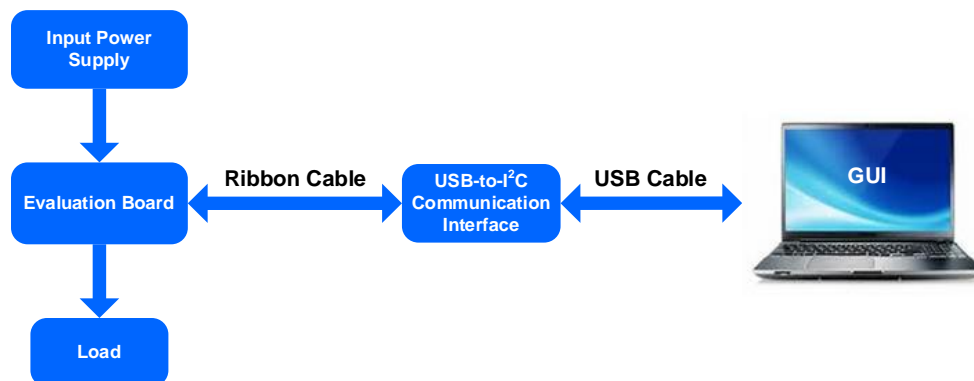 Input Power
Supply
Evaluation Board
Ribbon Cable
USB-to-I²C
Communication
Interface
USB Cable
GUI
Load